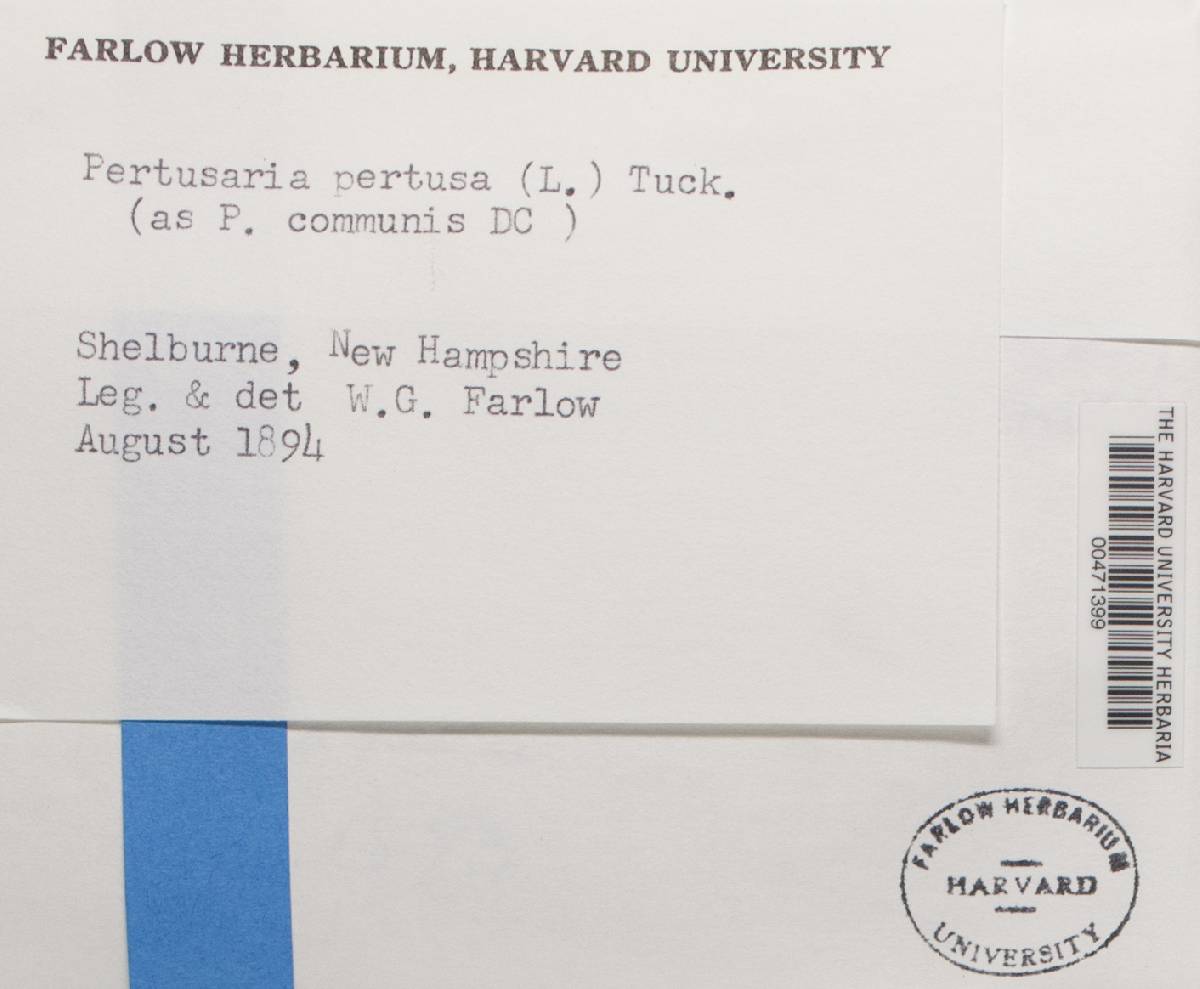 FARLOW HERBARIUM, HARVARD UNIVERSITY
Pertusaria pertusa (L.) Tuck.
(as P. communis DC )
Shelburne, New Hampshire
Leg. & det W.G. Farlow
August 1894
THE HARVARD UNIVERSITY HERBARIA
00471399
FARLOW HERBARIUM
HARVARD
UNIVERSITY